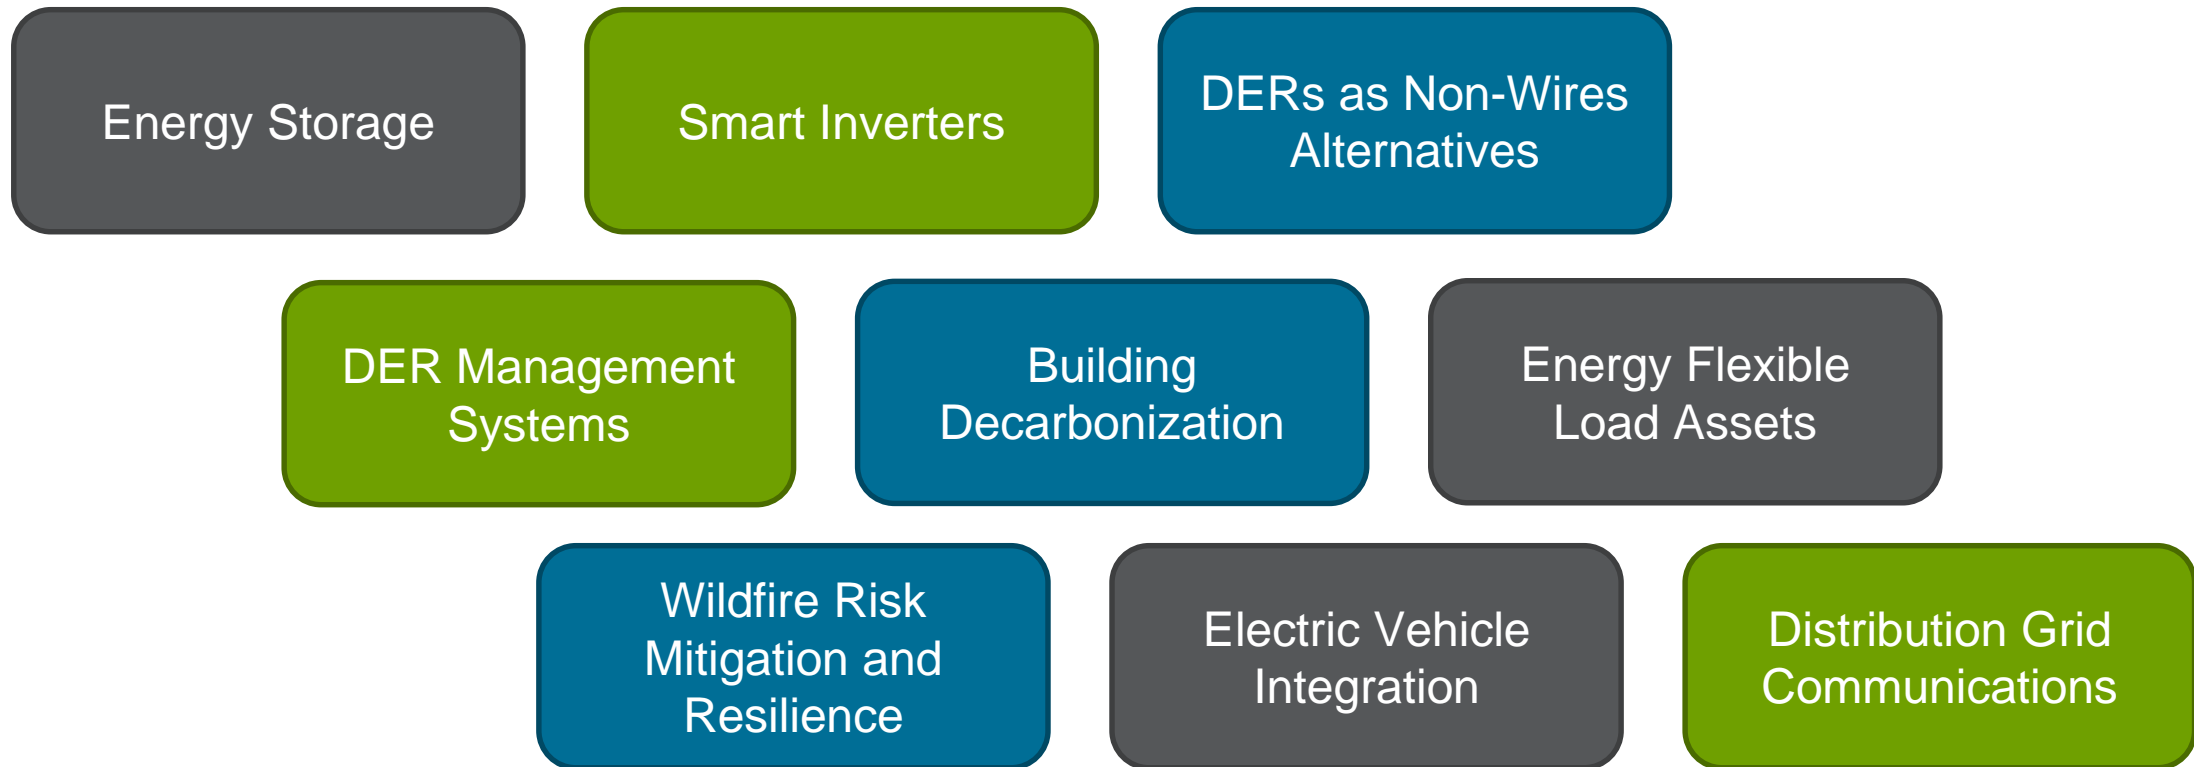 Energy Storage
Smart Inverters
DERs as Non-Wires
Alternatives
DER Management
Systems
Building
Decarbonization
Energy Flexible
Load Assets
Wildfire Risk
Mitigation and
Resilience
Electric Vehicle
Integration
Distribution Grid
Communications